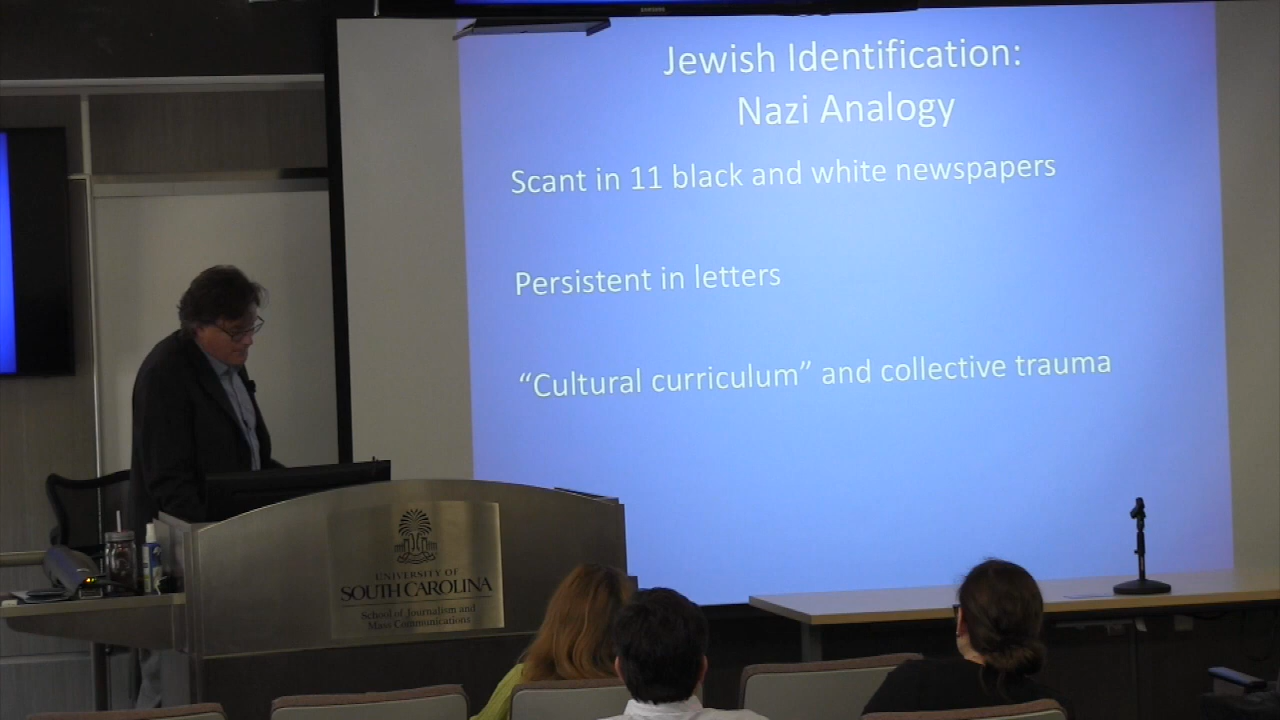 SAMSUNG
Jewish Identification:
Nazi Analogy
Scant in 11 black and white newspapers
Persistent in letters
“Cultural curriculum” and collective trauma
UNIVERSITY OF
SOUTH CAROLINA
School of Journalism and
Mass Communications